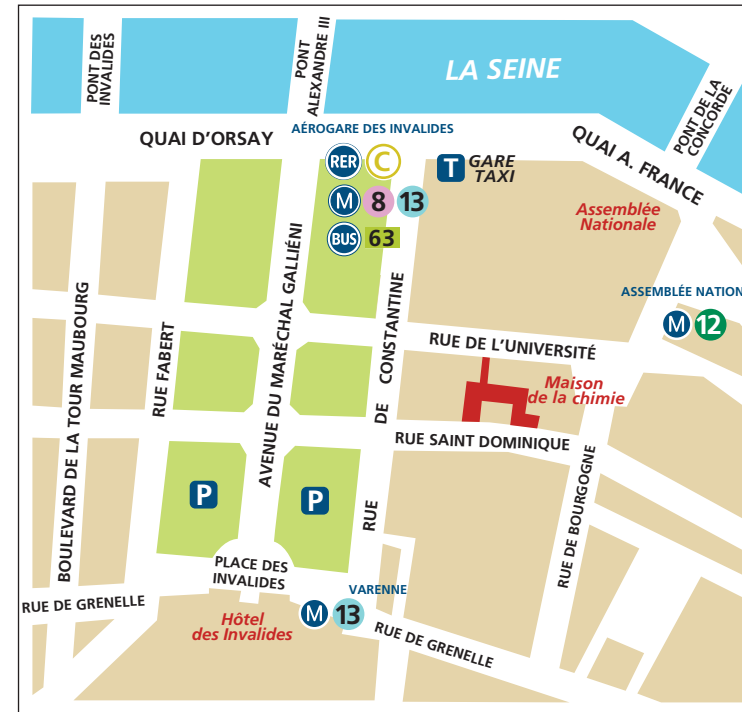 PONT DES
INVALIDES
PONT
ALEXANDRE III
LA SEINE
PONT DE LA
CONCORDE
QUAI D'ORSAY
AÉROGARE DES INVALIDES
QUAI A. FRANCE
RER C
T GARE
TAXI
M 8 13
BUS 63
Assemblée
Nationale
ASSEMBLÉE NATION
M 12
BOULEVARD DE LA TOUR MAUBOURG
RUE FABERT
AVENUE DU MARÉCHAL GALLIÉNI
RUE DE CONSTANTINE
RUE DE L'UNIVERSITÉ
Maison
de la chimie
RUE SAINT DOMINIQUE
RUE DE BOURGOGNE
P
P
PLACE DES
INVALIDES
VARENNE
M 13
RUE DE GRENELLE
Hôtel
des Invalides
RUE DE GRENELLE